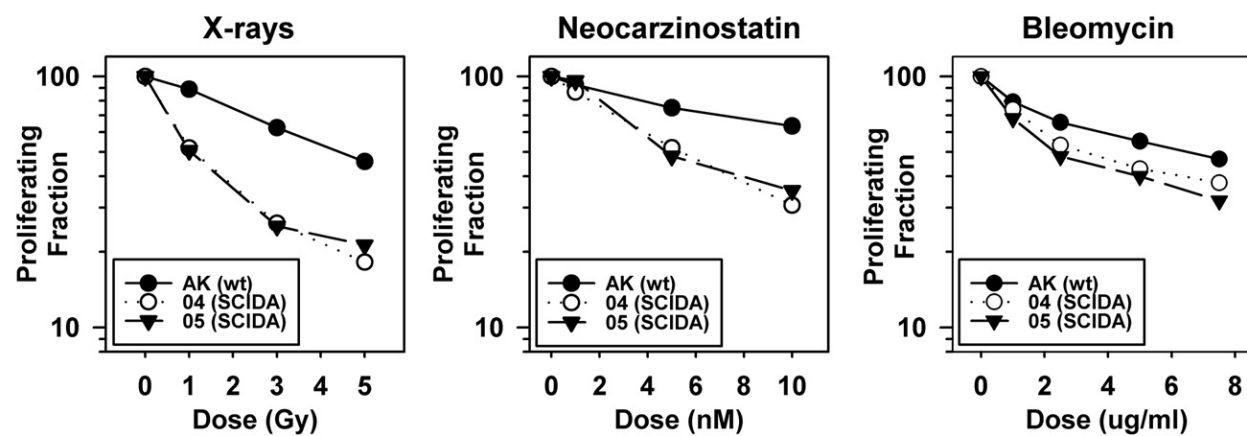 X-rays
Proliferating
Fraction
100
10
AK (wt)
04 (SCIDA)
05 (SCIDA)
0 1 2 3 4 5
Dose (Gy)
Neocarzinostatin
Proliferating
Fraction
100
10
AK (wt)
04 (SCIDA)
05 (SCIDA)
0 2 4 6 8 10
Dose (nM)
Bleomycin
Proliferating
Fraction
100
10
AK (wt)
04 (SCIDA)
05 (SCIDA)
0 2 4 6 8
Dose (ug/ml)